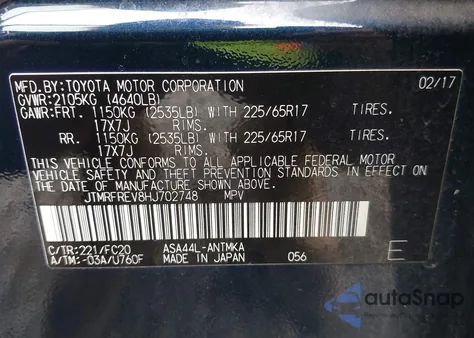 MFD.BY:TOYOTA MOTOR CORPORATION 02/17
GVWR:2105KG (4640LB)
GAWR:FRT. 1150KG (2535LB) WITH 225/65R17 TIRES.
17X7J RIMS.
RR. 1150KG (2535LB) WITH 225/65R17 TIRES.
17X7J RIMS.
THIS VEHICLE CONFORMS TO ALL APPLICABLE FEDERAL MOTOR
VEHICLE SAFETY AND THEFT PREVENTION STANDARDS IN EFFECT
ON THE DATE OF MANUFACTURE SHOWN ABOVE.
JTMRFREV8HJ702748 MPV
C/TR:221/FC20 ASA44L-ANTMKA
A/TM:-03A/U760F MADE IN JAPAN 056 E
autoSnap